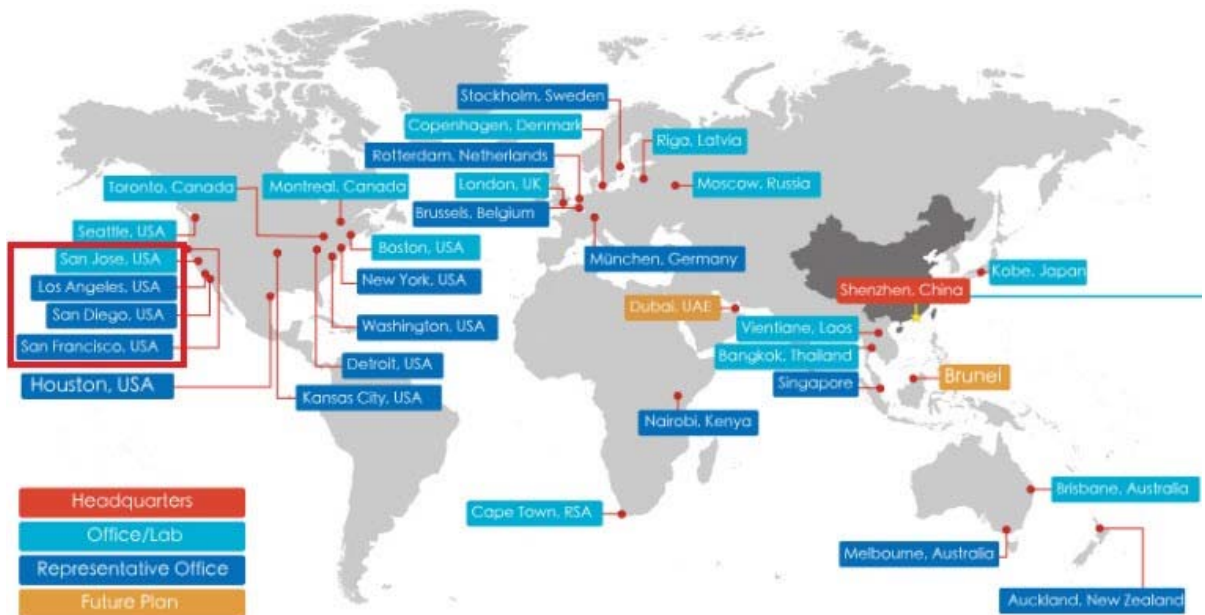 Stockholm, Sweden
Copenhagen, Denmark
Riga, Latvia
Rotterdam, Netherlands
Toronto, Canada
Montreal, Canada
London, UK
Moscow, Russia
Brussels, Belgium
Seattle, USA
Boston, USA
San Jose, USA
München, Germany
Kobe, Japan
Los Angeles, USA
New York, USA
Shenzhen, China
Dubai, UAE
San Diego, USA
Washington, USA
Vientiane, Laos
San Francisco, USA
Bangkok, Thailand
Detroit, USA
Houston, USA
Singapore
Brunei
Kansas City, USA
Nairobi, Kenya
Headquarters
Brisbane, Australia
Cape Town, RSA
Office/Lab
Melbourne, Australia
Representative Office
Auckland, New Zealand
Future Plan